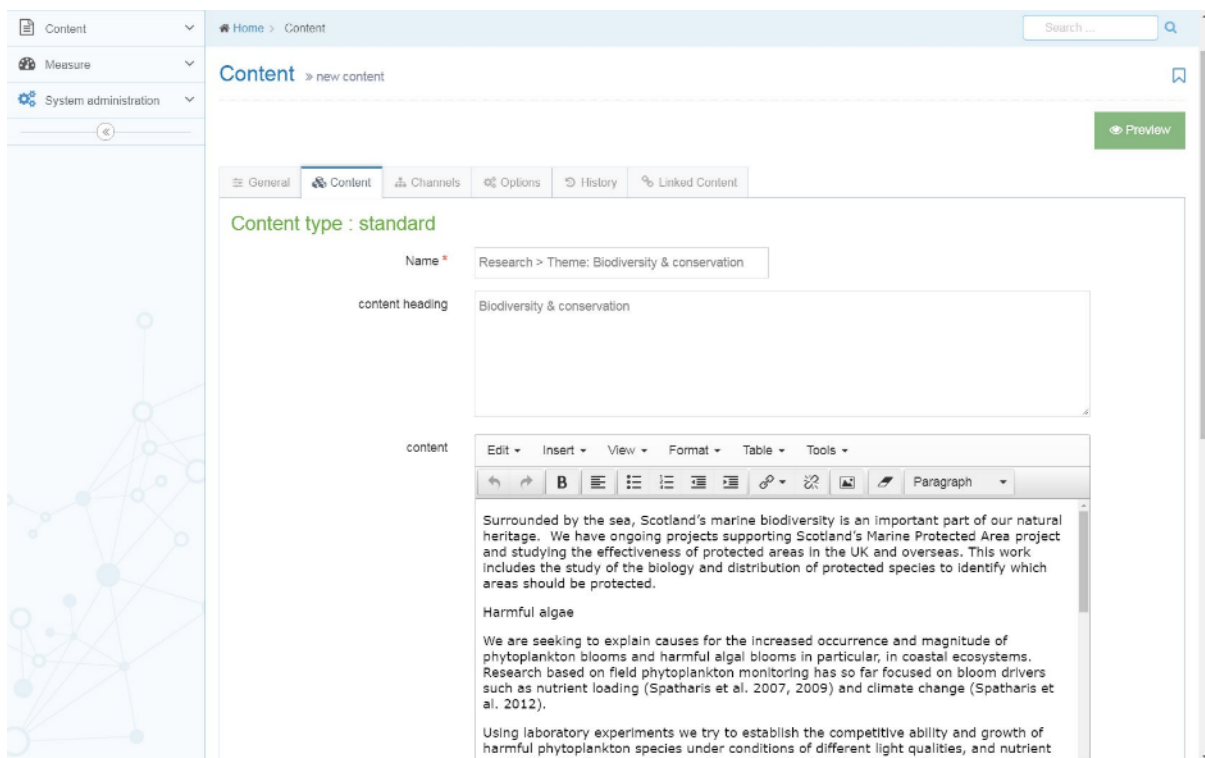 Content
Home > Content
Search ...
Measure
Content » new content
System administration
Preview
General
Content
Channels
Options
History
Linked Content
Content type : standard
Name *
Research > Theme: Biodiversity & conservation
content heading
Biodiversity & conservation
content
Edit
Insert
View
Format
Table
Tools
B
Paragraph
Surrounded by the sea, Scotland's marine biodiversity is an important part of our natural
heritage. We have ongoing projects supporting Scotland's Marine Protected Area project
and studying the effectiveness of protected areas in the UK and overseas. This work
includes the study of the biology and distribution of protected species to identify which
areas should be protected.
Harmful algae
We are seeking to explain causes for the increased occurrence and magnitude of
phytoplankton blooms and harmful algal blooms in particular, in coastal ecosystems.
Research based on field phytoplankton monitoring has so far focused on bloom drivers
such as nutrient loading (Spatharis et al. 2007, 2009) and climate change (Spatharis et
al. 2012).
Using laboratory experiments we try to establish the competitive ability and growth of
harmful phytoplankton species under conditions of different light qualities, and nutrient